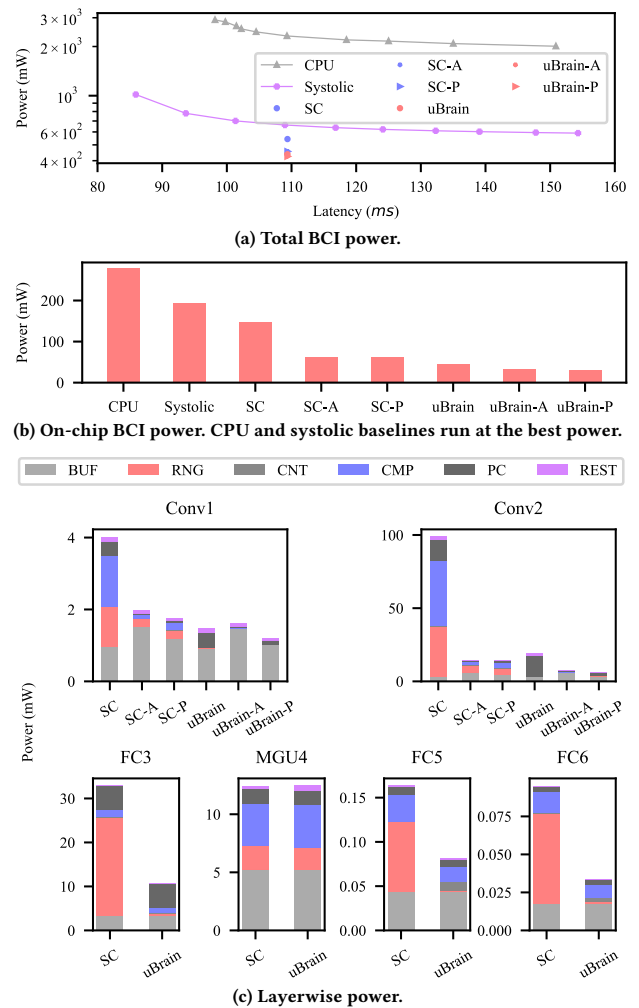 3 × 10³
2 × 10³
10³
6 × 10²
4 × 10²
Power (mW)
CPU
Systolic
SC
SC-A
SC-P
uBrain
uBrain-A
uBrain-P
80 90 100 110 120 130 140 150 160
Latency (ms)
(a) Total BCI power.
Power (mW)
200
100
0
CPU Systolic SC SC-A SC-P uBrain uBrain-A uBrain-P
(b) On-chip BCI power. CPU and systolic baselines run at the best power.
BUF RNG CNT CMP PC REST
Conv1 Conv2
4
2
0
100
50
0
SC SC-A SC-P uBrain uBrain-A uBrain-P
SC SC-A SC-P uBrain uBrain-A uBrain-P
Power (mW)
FC3 MGU4 FC5 FC6
30
20
10
0
10
5
0
0.15
0.10
0.05
0.00
0.075
0.050
0.025
0.000
SC uBrain SC uBrain SC uBrain SC uBrain
(c) Layerwise power.